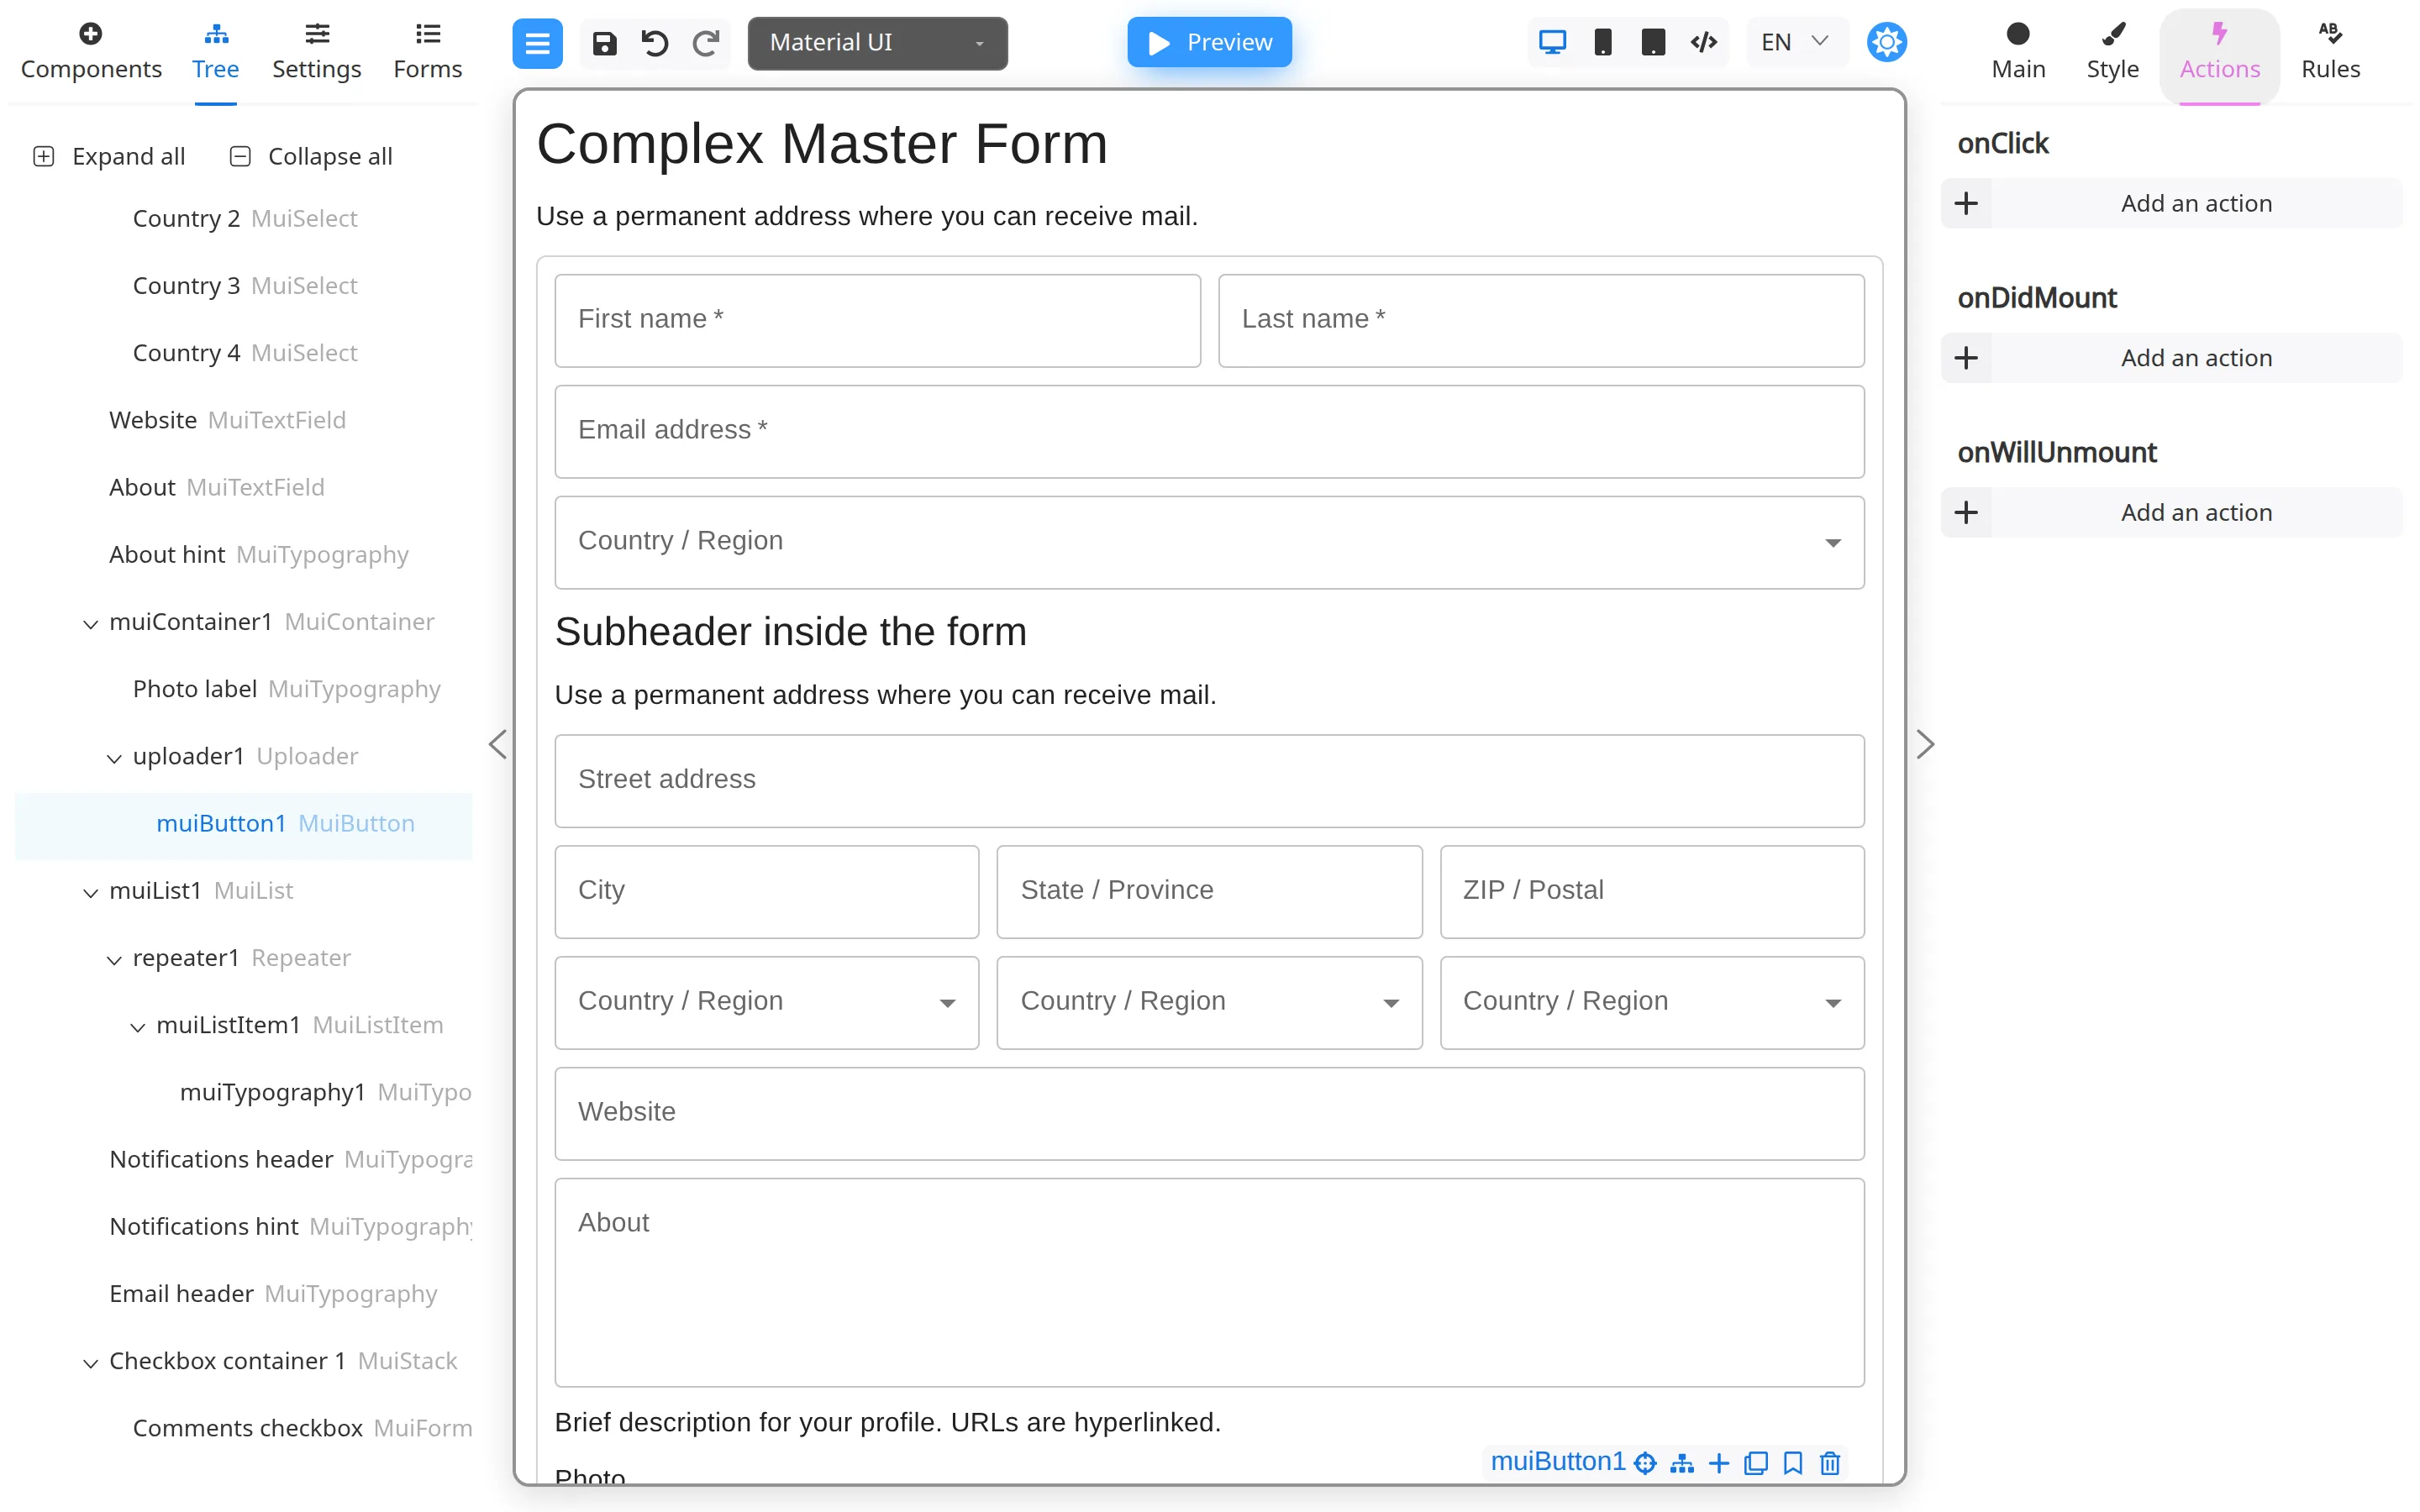 Components
Tree
Settings
Forms
Material UI
Preview
EN
Main
Style
Actions
AB
Rules
Expand all
Collapse all
Country 2 MuiSelect
Country 3 MuiSelect
Country 4 MuiSelect
Website MuiTextField
About MuiTextField
About hint MuiTypography
muiContainer1 MuiContainer
Photo label MuiTypography
uploader1 Uploader
muiButton1 MuiButton
muiList1 MuiList
repeater1 Repeater
muiListItem1 MuiListItem
muiTypography1 MuiTypo
Notifications header MuiTypogra
Notifications hint MuiTypography
Email header MuiTypography
Checkbox container 1 MuiStack
Comments checkbox MuiForm
Complex Master Form
Use a permanent address where you can receive mail.
First name *
Last name *
Email address *
Country / Region
Subheader inside the form
Use a permanent address where you can receive mail.
Street address
City
State / Province
ZIP / Postal
Country / Region
Country / Region
Country / Region
Website
About
Brief description for your profile. URLs are hyperlinked.
Photo
muiButton1
onClick
Add an action
onDidMount
Add an action
onWillUnmount
Add an action